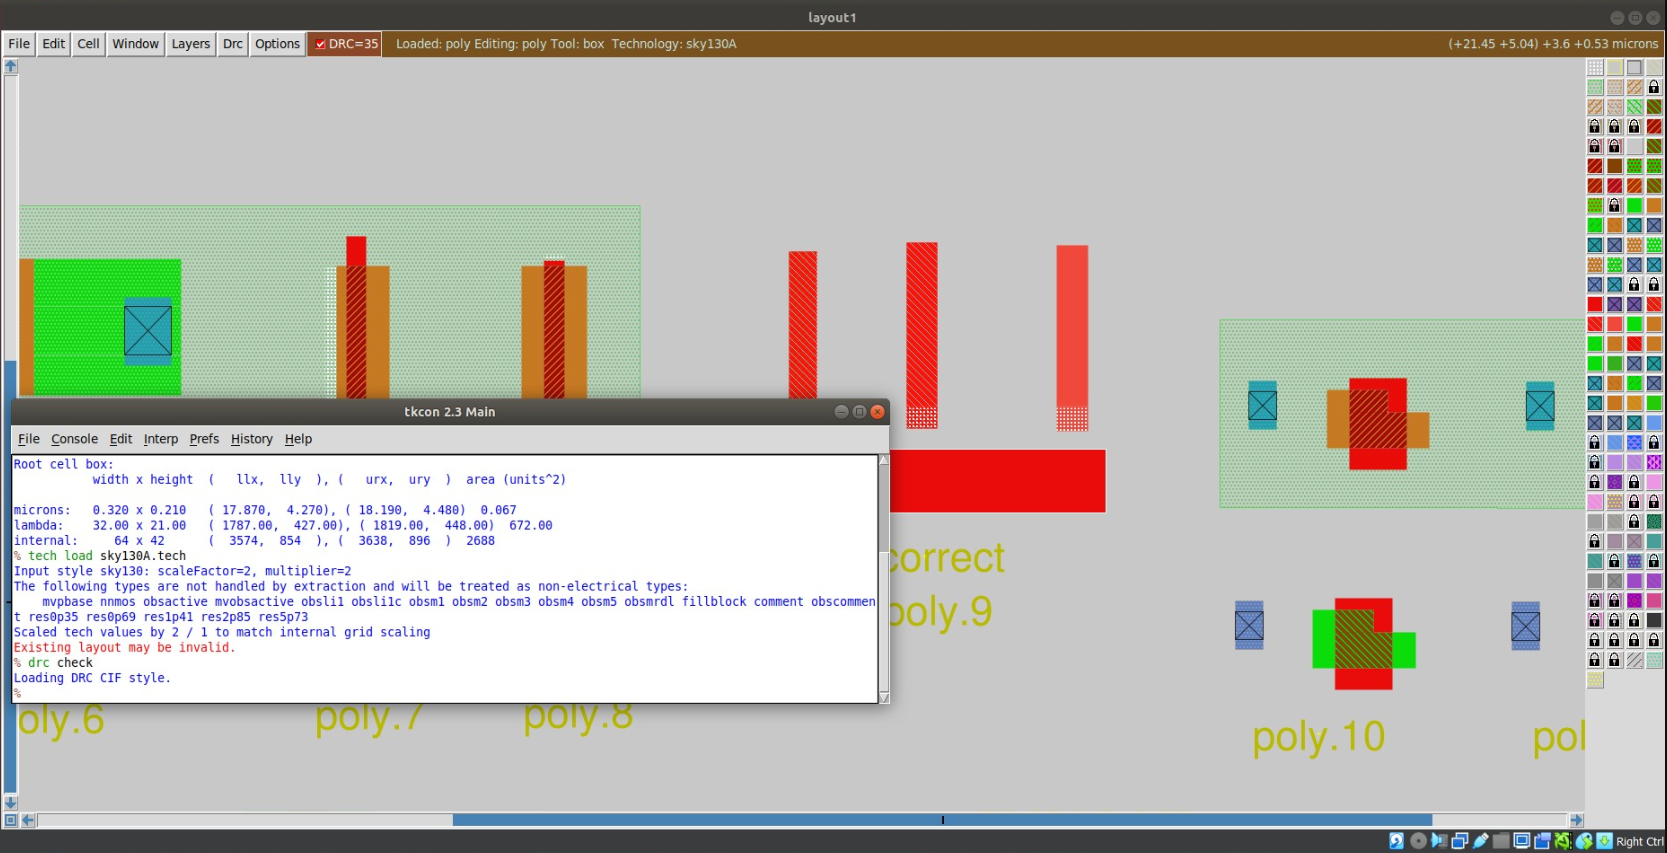 layout1
File Edit Cell Window Layers Drc Options DRC=35 Loaded: poly Editing: poly Tool: box Technology: sky130A (+21.45 +5.04) +3.6 +0.53 microns
tkcon 2.3 Main
File Console Edit Interp Prefs History Help
Root cell box:
width x height ( llx, lly ), ( urx, ury ) area (units^2)
microns: 0.320 x 0.210 ( 17.870, 4.270), ( 18.190, 4.480) 0.067
lambda: 32.00 x 21.00 ( 1787.00, 427.00), ( 1819.00, 448.00) 672.00
internal: 64 x 42 ( 3574, 854 ), ( 3638, 896 ) 2688
% tech load sky130A.tech
Input style sky130: scaleFactor=2, multiplier=2
The following types are not handled by extraction and will be treated as non-electrical types:
mvpbase nnmos obsactive mvobsactive obsli1 obsli1c obsm1 obsm2 obsm3 obsm4 obsm5 obsmrdl fillblock comment obscommen
t res0p35 res0p69 res1p41 res2p85 res5p73
Scaled tech values by 2 / 1 to match internal grid scaling
Existing layout may be invalid.
% drc check
Loading DRC CIF style.
%
correct
poly.9
oly.6 poly.7 poly.8
poly.10 pol
Right Ctrl